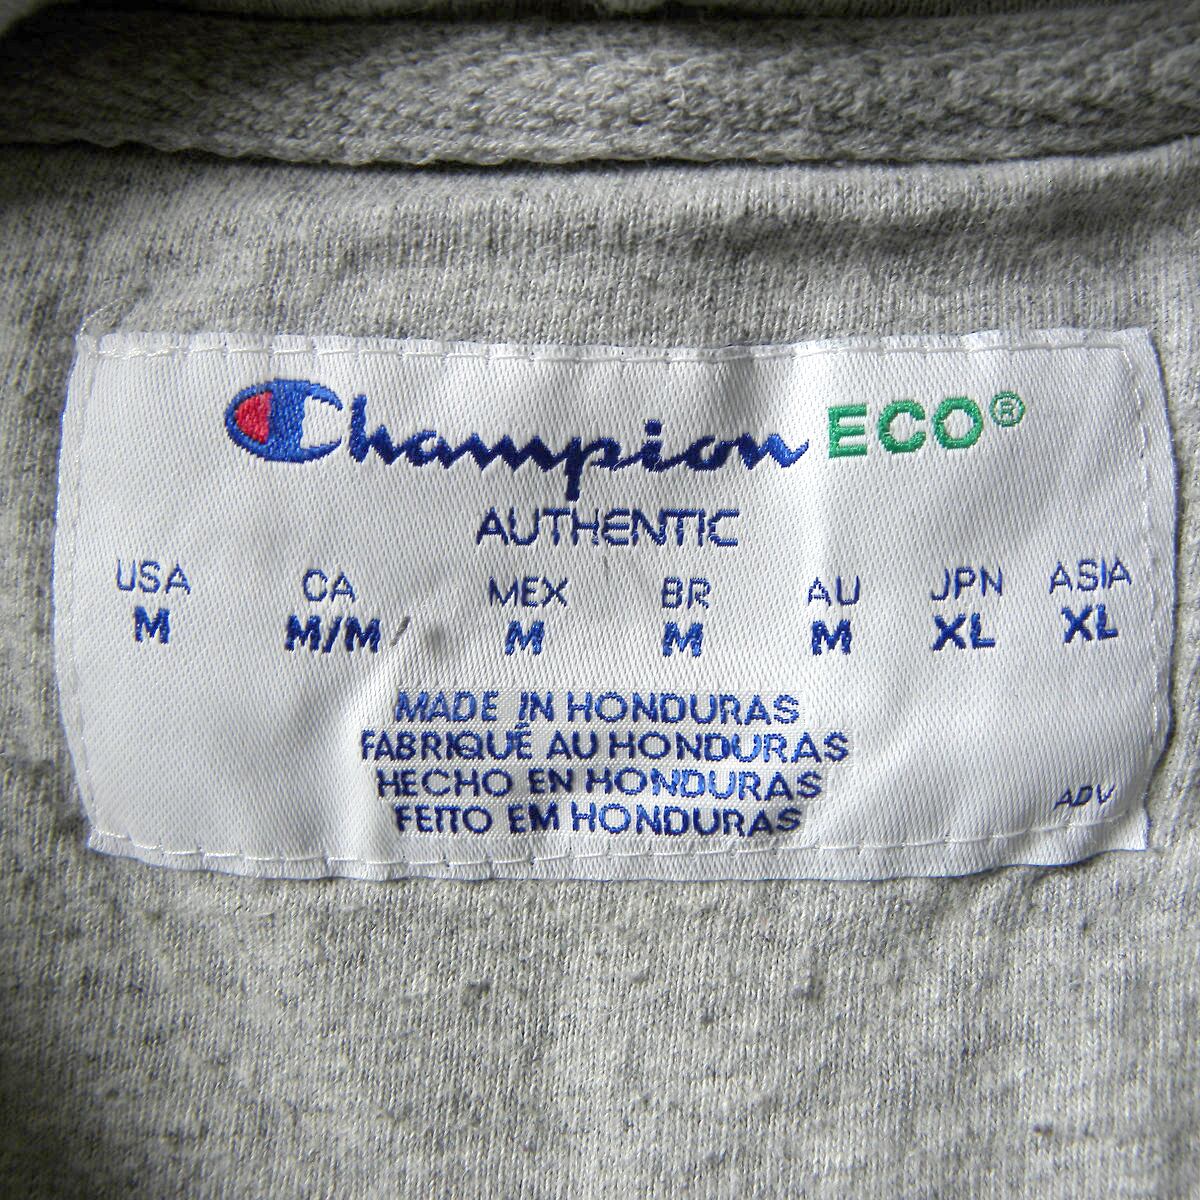 Champion ECO®
AUTHENTIC
USA CA MEX BR AU JPN ASIA
M M/M M M M XL XL
MADE IN HONDURAS
FABRIQUÉ AU HONDURAS
HECHO EN HONDURAS
FEITO EM HONDURAS
ADV